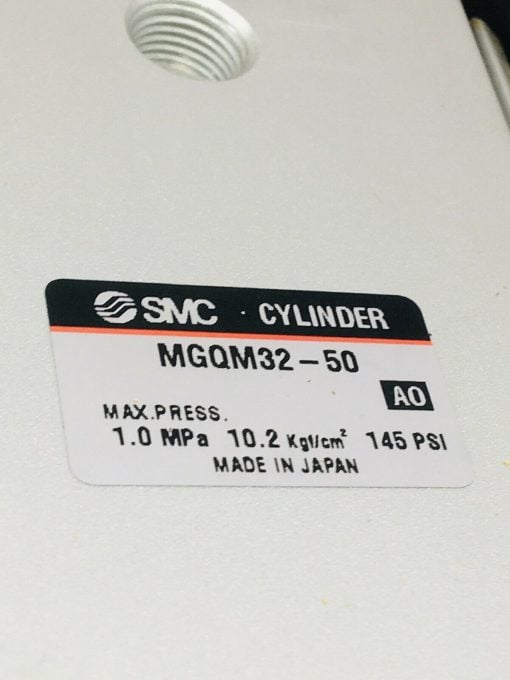 SMC · CYLINDER
MGQM32-50
AO
MAX.PRESS.
1.0 MPa 10.2 Kgf/cm² 145 PSI
MADE IN JAPAN